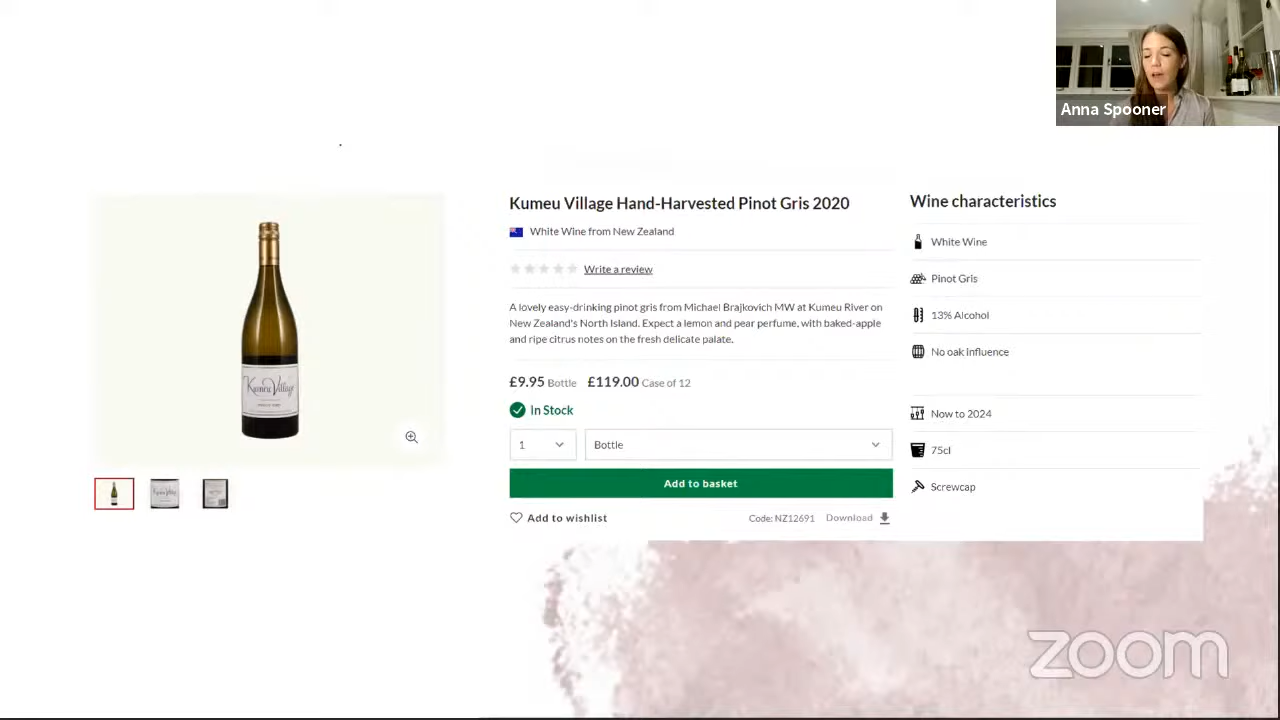 Anna Spooner
Kumeu Village Hand-Harvested Pinot Gris 2020
White Wine from New Zealand
Write a review
A lovely easy-drinking pinot gris from Michael Brajkovich MW at Kumeu River on
New Zealand's North Island. Expect a lemon and pear perfume, with baked-apple
and ripe citrus notes on the fresh delicate palate.
£9.95 Bottle £119.00 Case of 12
In Stock
1 Bottle
Add to basket
Add to wishlist Code: NZ12691 Download
Wine characteristics
White Wine
Pinot Gris
13% Alcohol
No oak influence
Now to 2024
75cl
Screwcap
Kumeu Village
zoom